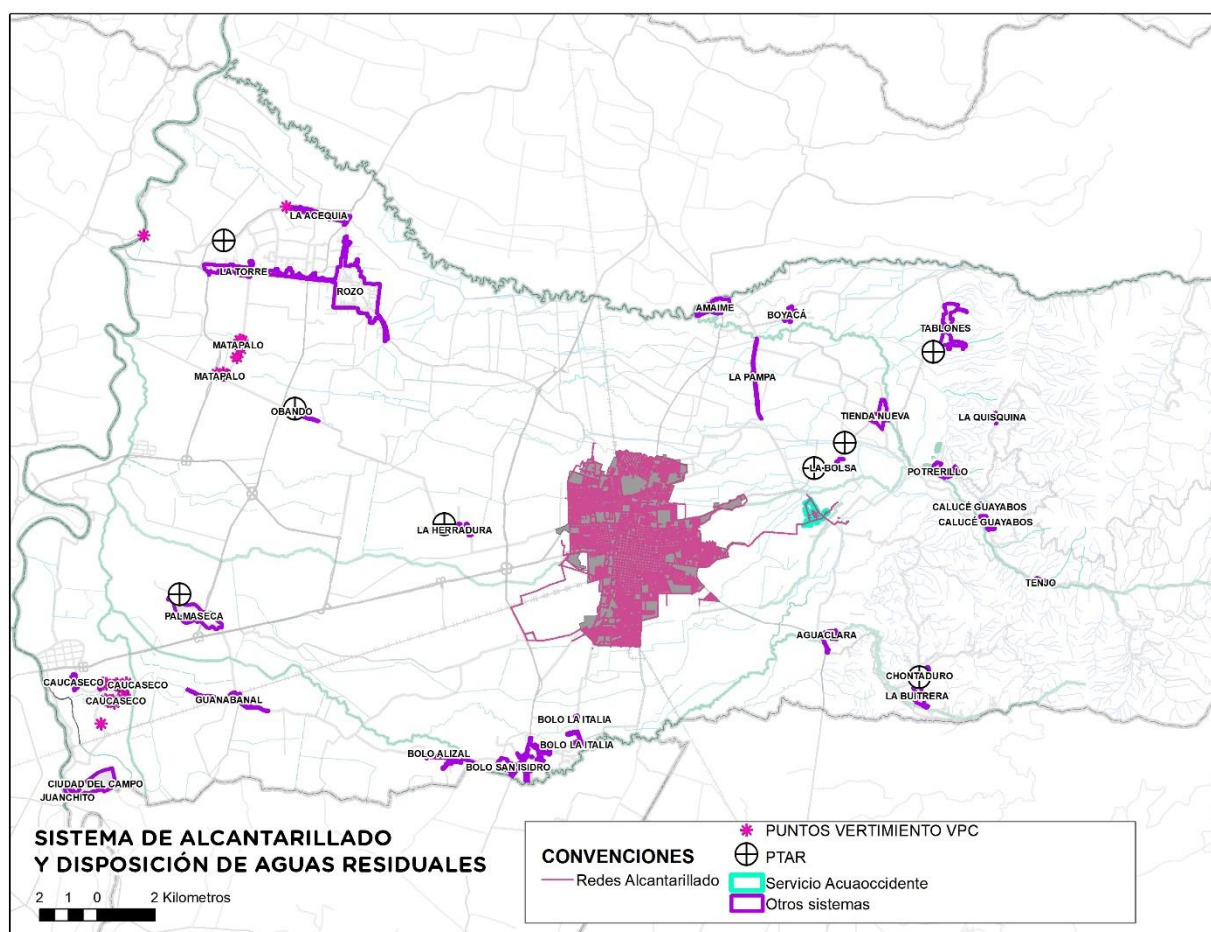 LA ACEQUIA
LA TORRE
ROZO
AMAIME
BOYACÁ
TABLONES
MATAPALO
MATAPALO
LA PAMPA
OBANDO
TIENDA NUEVA
LA QUISQUINA
LA BOLSA
POTRERILLO
CALUCÉ GUAYABOS
CALUCÉ GUAYABOS
LA HERRADURA
TENJO
PALMASECA
AGUACLARA
CHONTADURO
LA BUITRERA
CAUCASECO
CAUCASECO
CAUCASECO
GUANABANAL
BOLO LA ITALIA
BOLO LA ITALIA
BOLO ALIZAL
BOLO SAN ISIDRO
CIUDAD DEL CAMPO
JUANCHITO
SISTEMA DE ALCANTARILLADO
Y DISPOSICIÓN DE AGUAS RESIDUALES
2 1 0 2 Kilometros
CONVENCIONES
Redes Alcantarillado
PUNTOS VERTIMIENTO VPC
PTAR
Servicio Acuaoccidente
Otros sistemas